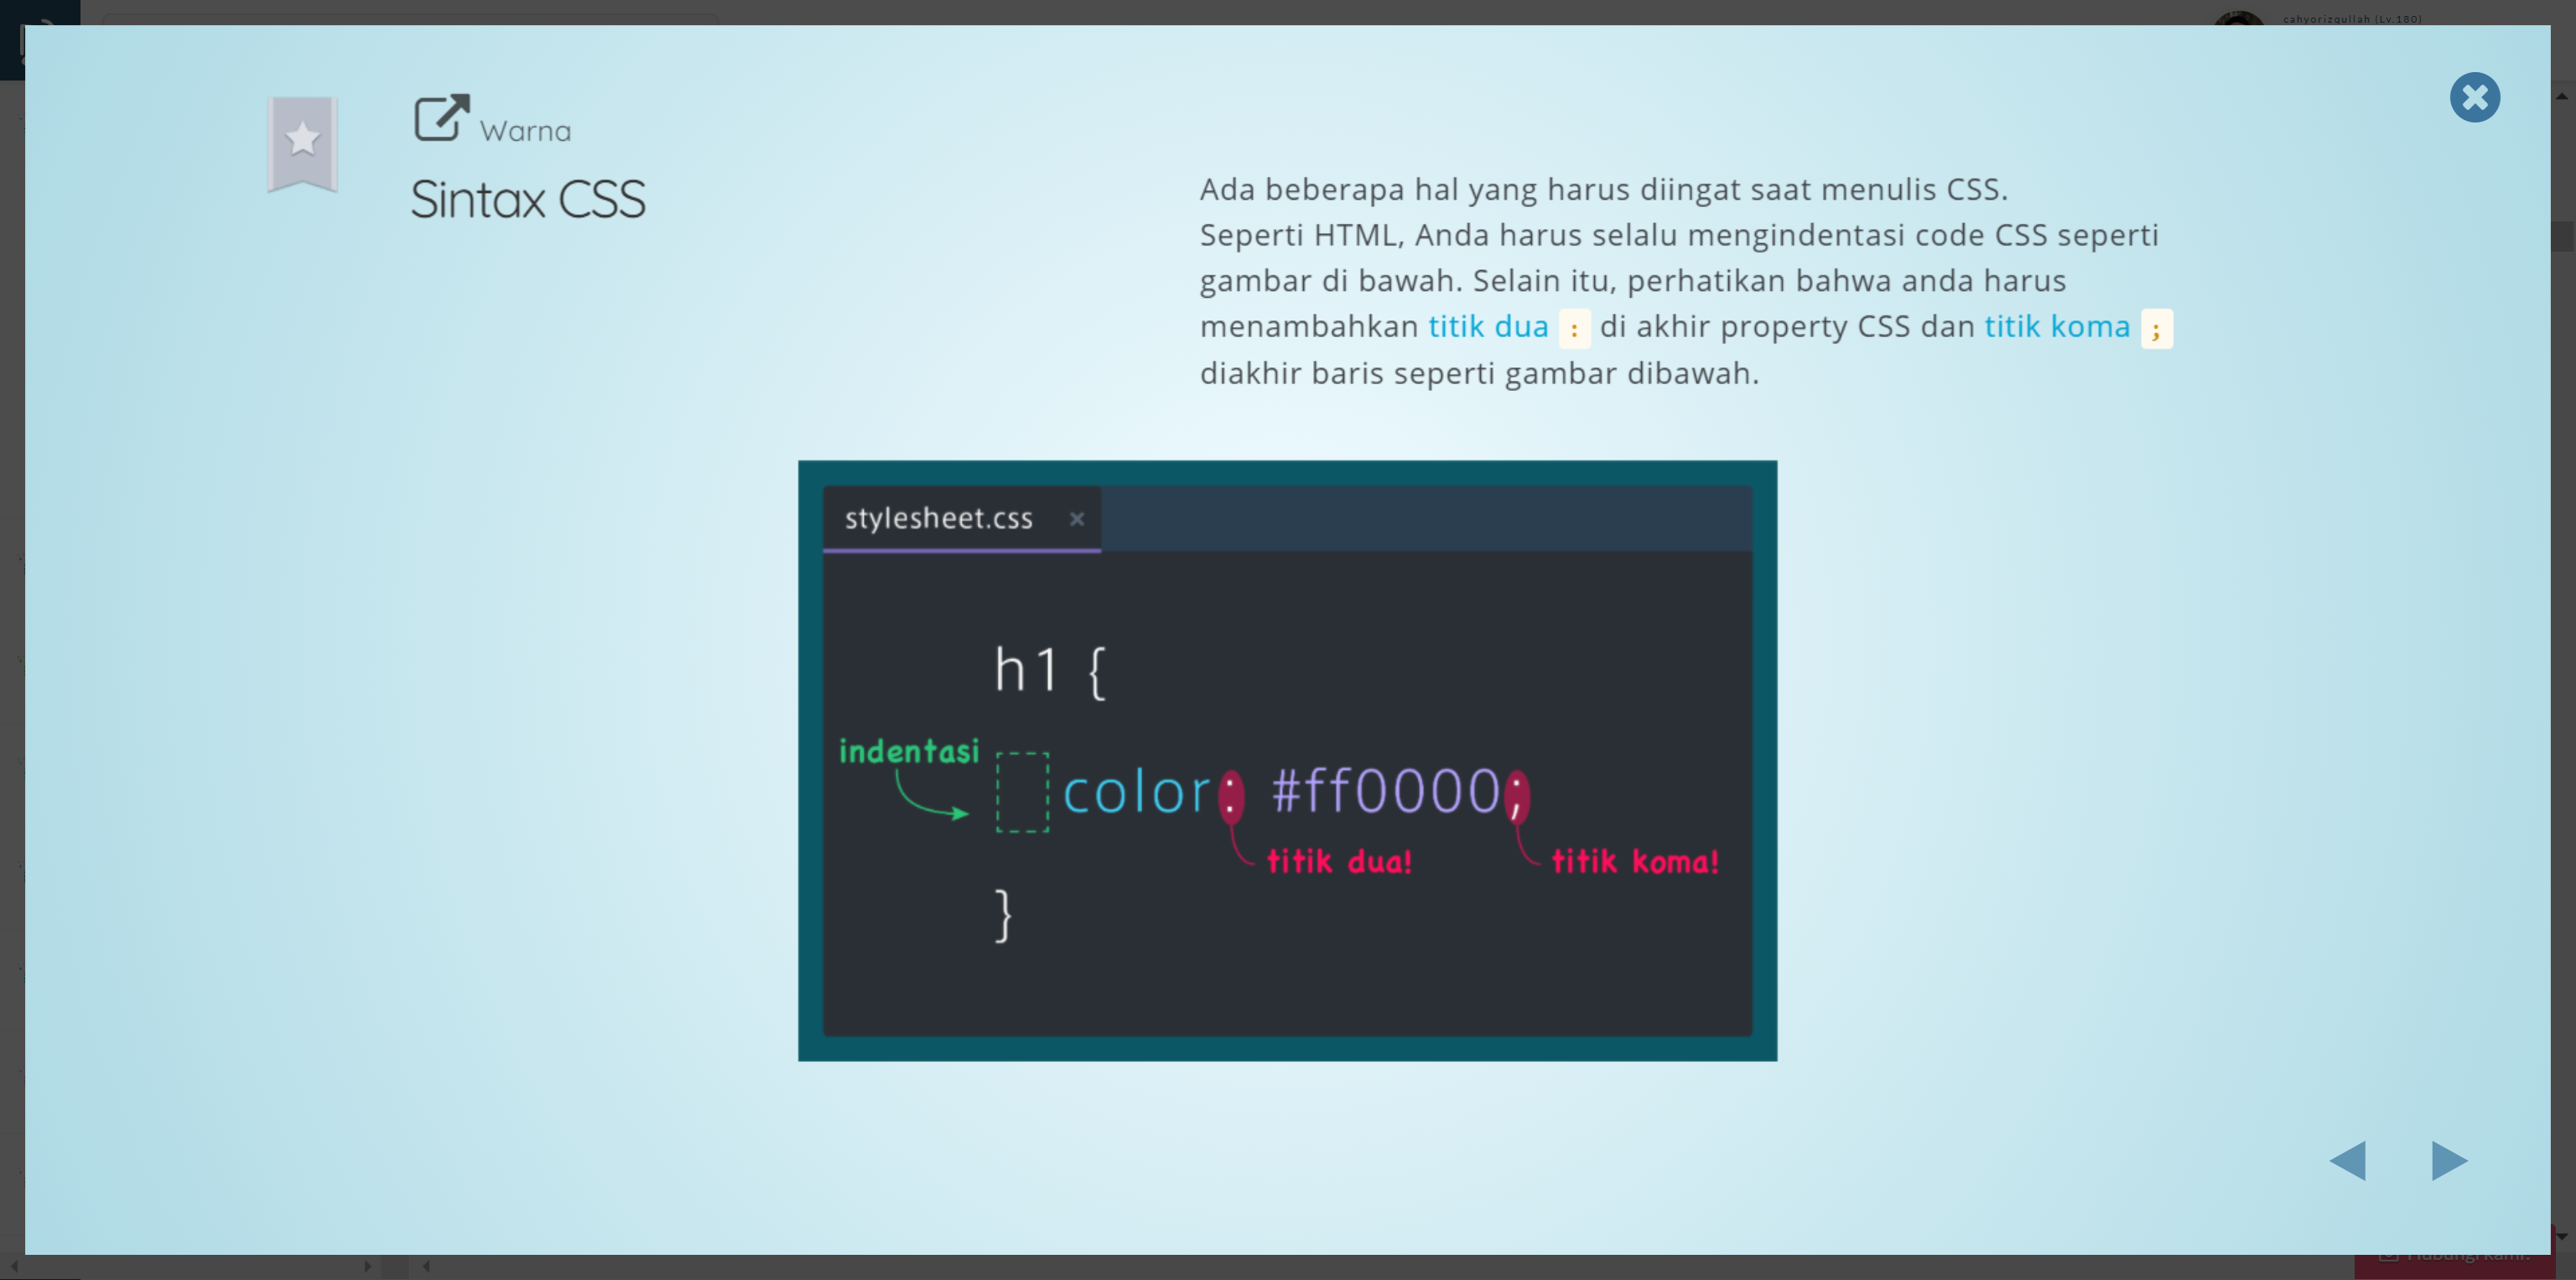 cahyorizqullah (Lv.180)
Warna
Sintax CSS
Ada beberapa hal yang harus diingat saat menulis CSS.
Seperti HTML, Anda harus selalu mengindentasi code CSS seperti
gambar di bawah. Selain itu, perhatikan bahwa anda harus
menambahkan titik dua : di akhir property CSS dan titik koma ;
diakhir baris seperti gambar dibawah.
stylesheet.css ×
h1 {
indentasi
color: #ff0000;
titik dua! titik koma!
}
Hubungi kami!